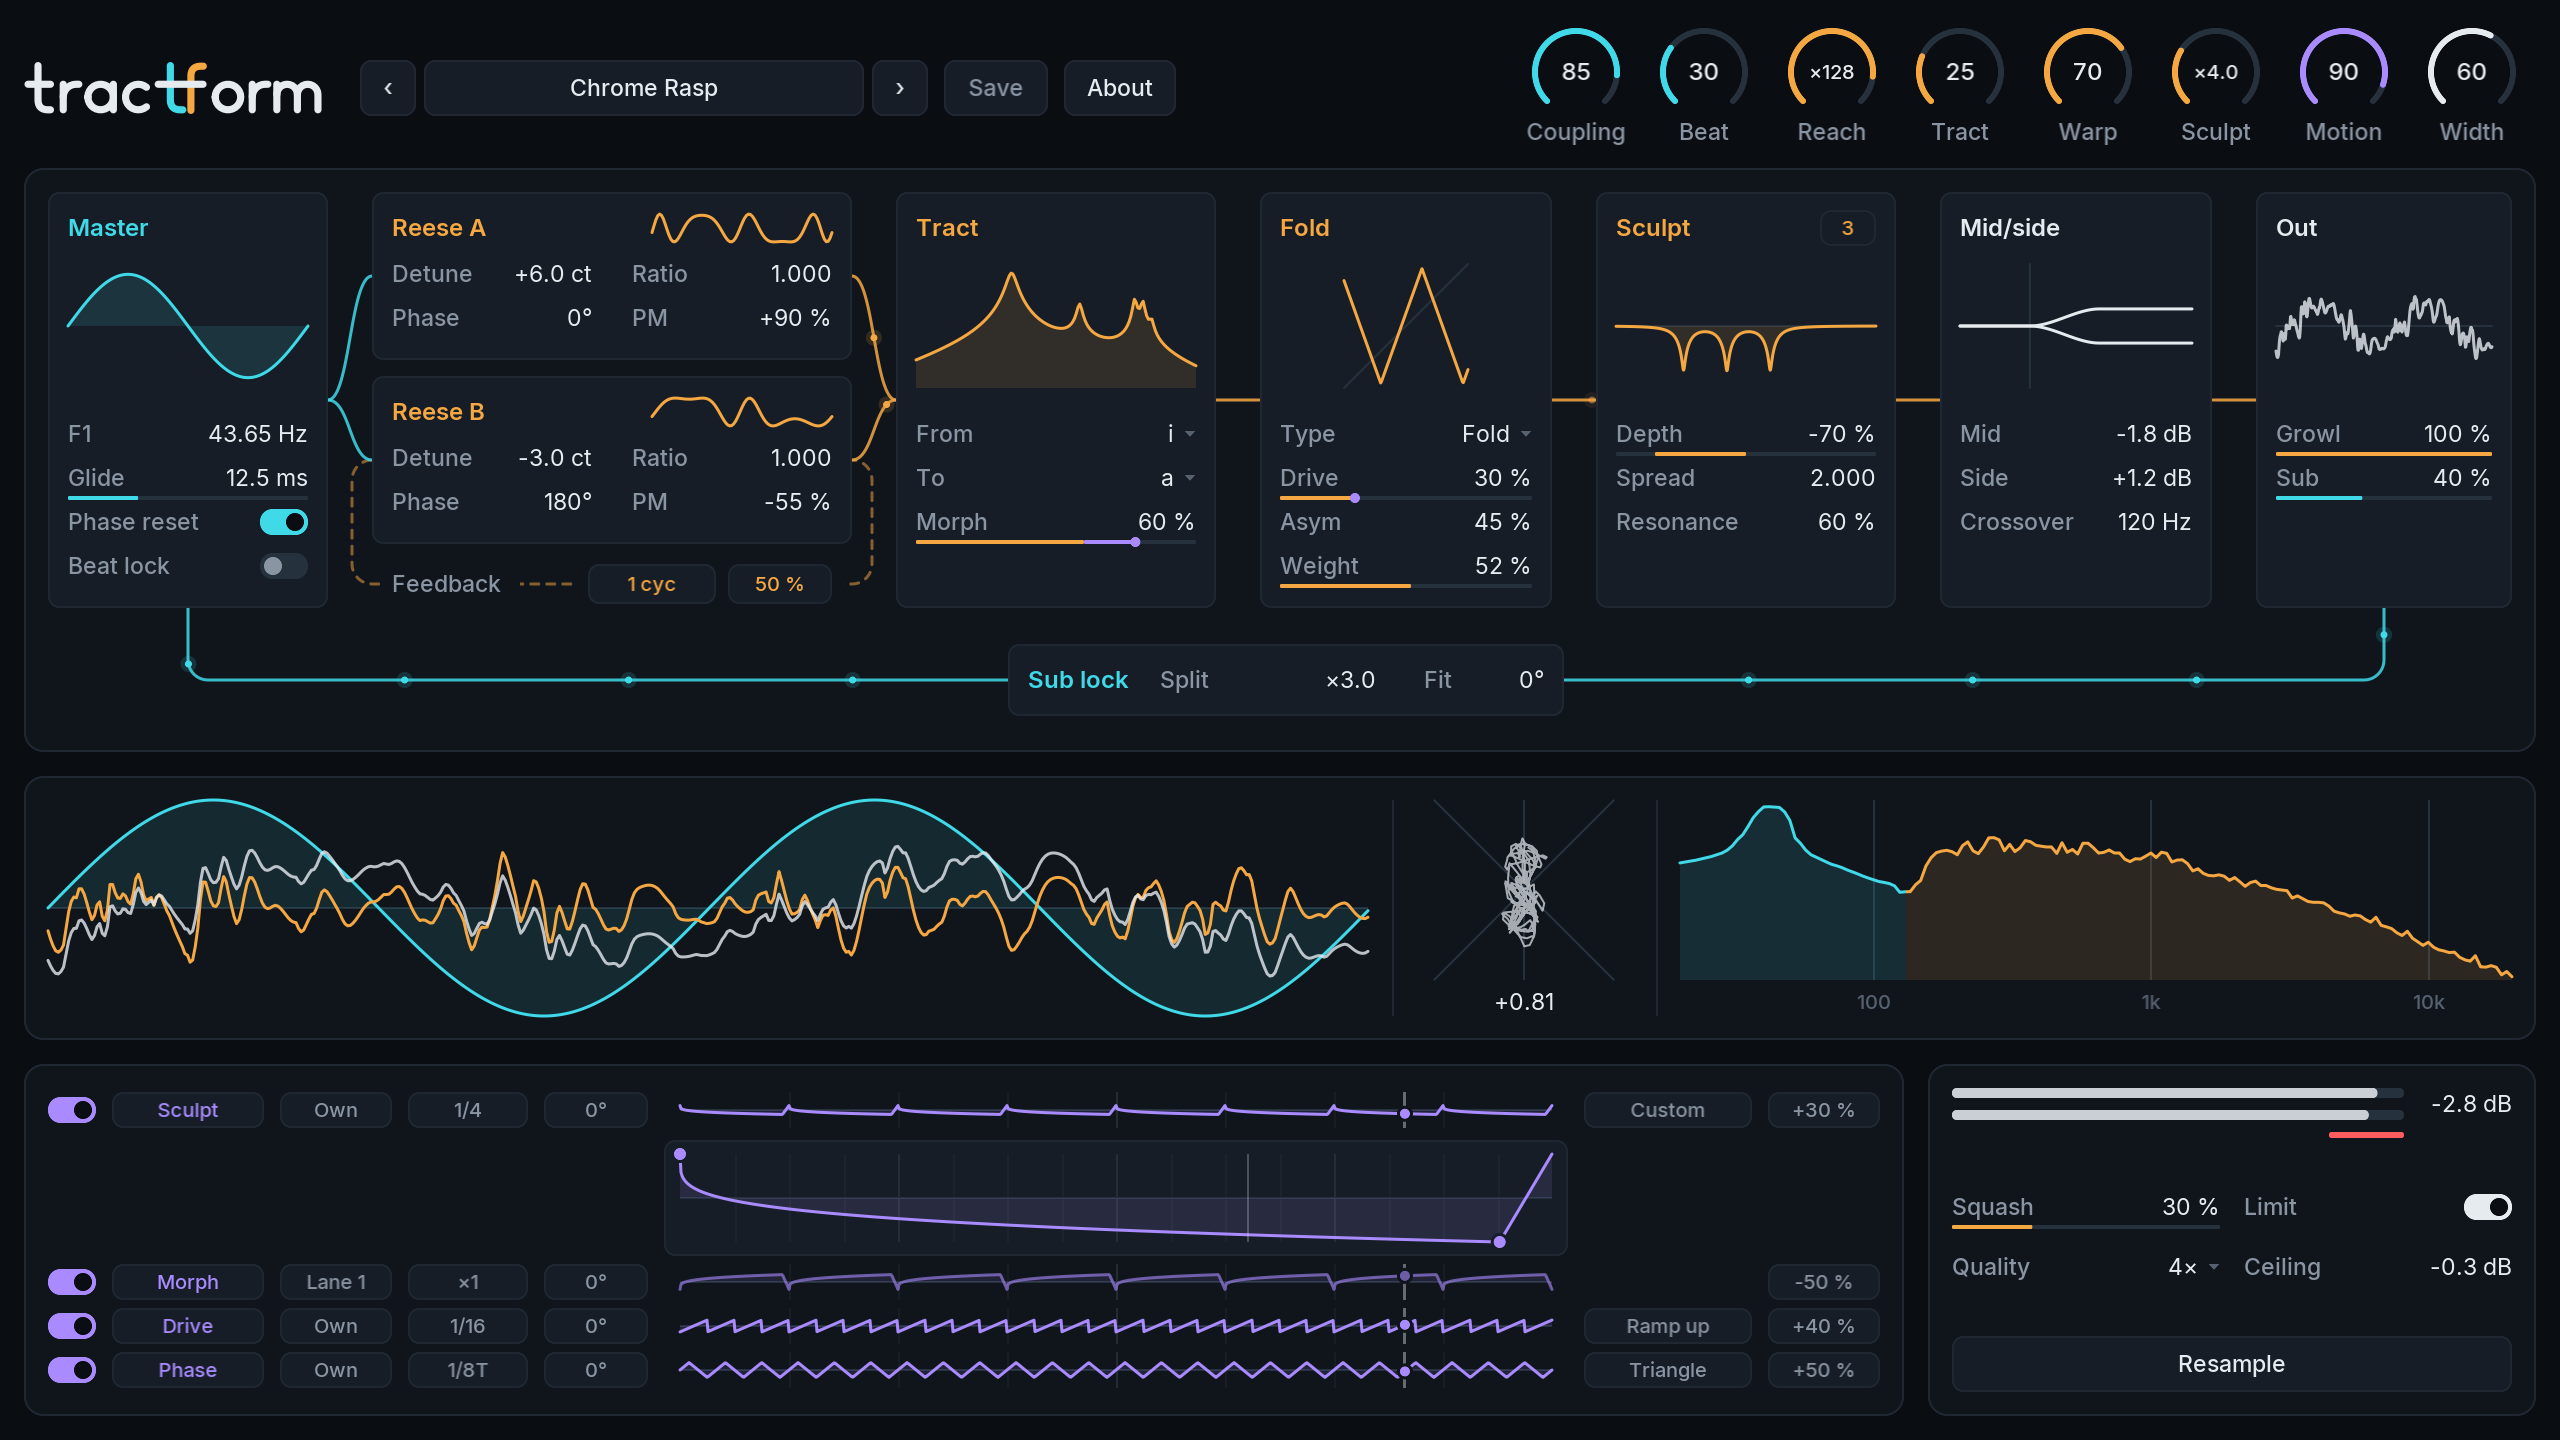 tractform
‹
Chrome Rasp
›
Save
About
85
30
×128
25
70
×4.0
90
60
Coupling
Beat
Reach
Tract
Warp
Sculpt
Motion
Width
Master
F1 43.65 Hz
Glide 12.5 ms
Phase reset
Beat lock
Reese A
Detune +6.0 ct Ratio 1.000
Phase 0° PM +90 %
Reese B
Detune -3.0 ct Ratio 1.000
Phase 180° PM -55 %
Feedback 1 cyc 50 %
Tract
From i
To a
Morph 60 %
Fold
Type Fold
Drive 30 %
Asym 45 %
Weight 52 %
Sculpt 3
Depth -70 %
Spread 2.000
Resonance 60 %
Mid/side
Mid -1.8 dB
Side +1.2 dB
Crossover 120 Hz
Out
Growl 100 %
Sub 40 %
Sub lock Split ×3.0 Fit 0°
+0.81
100 1k 10k
Sculpt Own 1/4 0° Custom +30 %
Morph Lane 1 ×1 0° -50 %
Drive Own 1/16 0° Ramp up +40 %
Phase Own 1/8T 0° Triangle +50 %
-2.8 dB
Squash 30 % Limit
Quality 4× Ceiling -0.3 dB
Resample